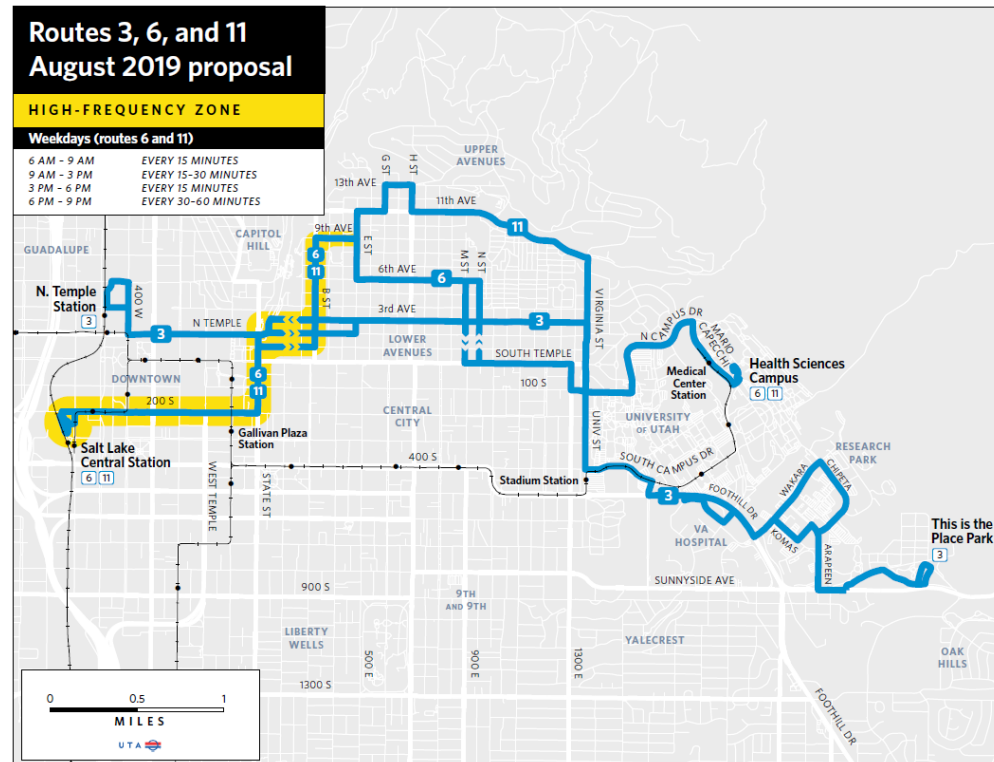 Routes 3, 6, and 11
August 2019 proposal
HIGH-FREQUENCY ZONE
Weekdays (routes 6 and 11)
6 AM – 9 AM EVERY 15 MINUTES
9 AM – 3 PM EVERY 15–30 MINUTES
3 PM – 6 PM EVERY 15 MINUTES
6 PM – 9 PM EVERY 30–60 MINUTES
UPPER
AVENUES
G ST
H ST
13th AVE
11th AVE
11
9th AVE
CAPITOL
HILL
GUADALUPE
6
11
E ST
B ST
M ST
N ST
6th AVE
6
N. Temple
Station
3
400 W
3
N TEMPLE
3rd AVE
3
VIRGINIA ST
LOWER
AVENUES
SOUTH TEMPLE
N CAMPUS DR
MARIO
CAPECCHI
Medical
Center
Station
Health Sciences
Campus
6 11
DOWNTOWN
6
11
100 S
200 S
CENTRAL
CITY
UNIVERSITY
OF UTAH
UNIV ST
Gallivan Plaza
Station
Salt Lake
Central Station
6 11
WEST TEMPLE
STATE ST
400 S
Stadium Station
SOUTH CAMPUS DR
3
FOOTHILL DR
RESEARCH
PARK
WAKARA
CHIPETA
KOMAS
ARAPEEN
VA
HOSPITAL
This is the
Place Park
3
SUNNYSIDE AVE
900 S
9TH
AND 9TH
LIBERTY
WELLS
500 E
900 E
1300 E
YALECREST
OAK
HILLS
1300 S
FOOTHILL DR
0 0.5 1
MILES
UTA